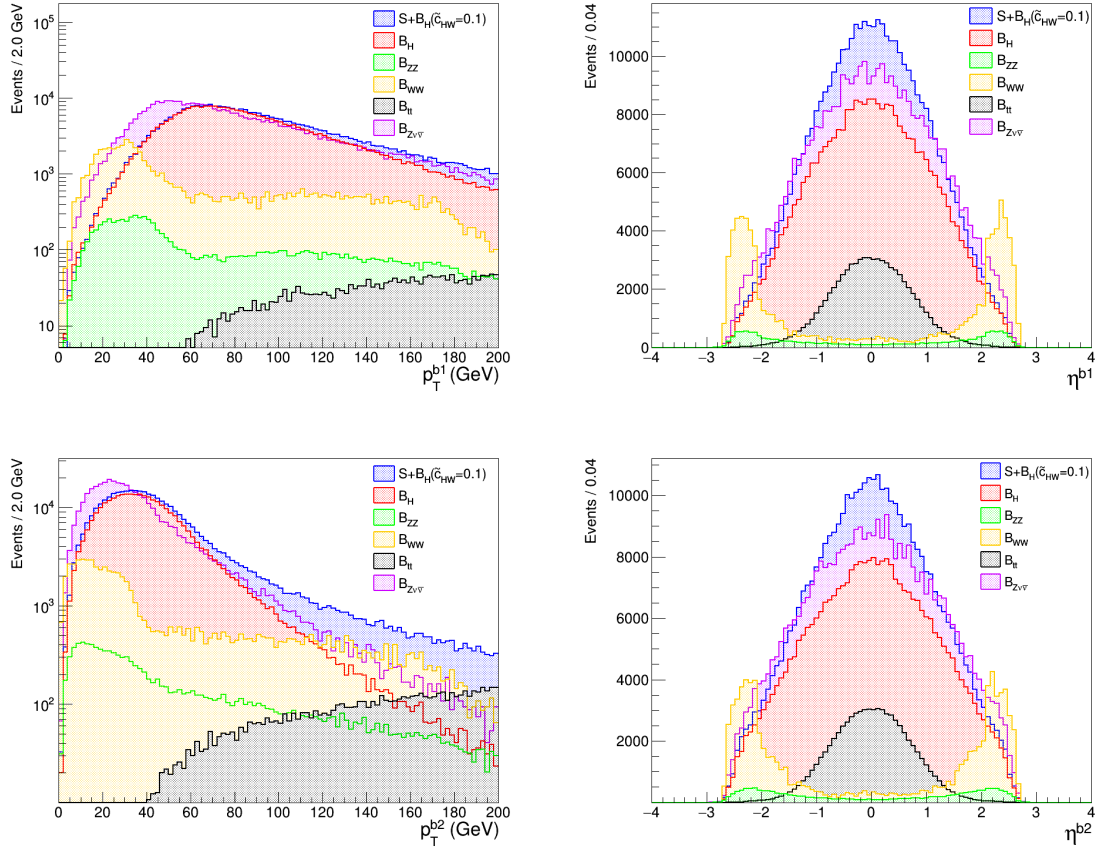 Events / 2.0 GeV
10⁵
10⁴
10³
10²
10
0 20 40 60 80 100 120 140 160 180 200
p_T^b1 (GeV)
S+B_H(c̃_HW=0.1)
B_H
B_ZZ
B_WW
B_tt
B_Zνν̄
Events / 0.04
10000
8000
6000
4000
2000
0
−4 −3 −2 −1 0 1 2 3 4
η^b1
S+B_H(c̃_HW=0.1)
B_H
B_ZZ
B_WW
B_tt
B_Zνν̄
Events / 2.0 GeV
10⁴
10³
10²
0 20 40 60 80 100 120 140 160 180 200
p_T^b2 (GeV)
S+B_H(c̃_HW=0.1)
B_H
B_ZZ
B_WW
B_tt
B_Zνν̄
Events / 0.04
10000
8000
6000
4000
2000
−4 −3 −2 −1 0 1 2 3 4
η^b2
S+B_H(c̃_HW=0.1)
B_H
B_ZZ
B_WW
B_tt
B_Zνν̄